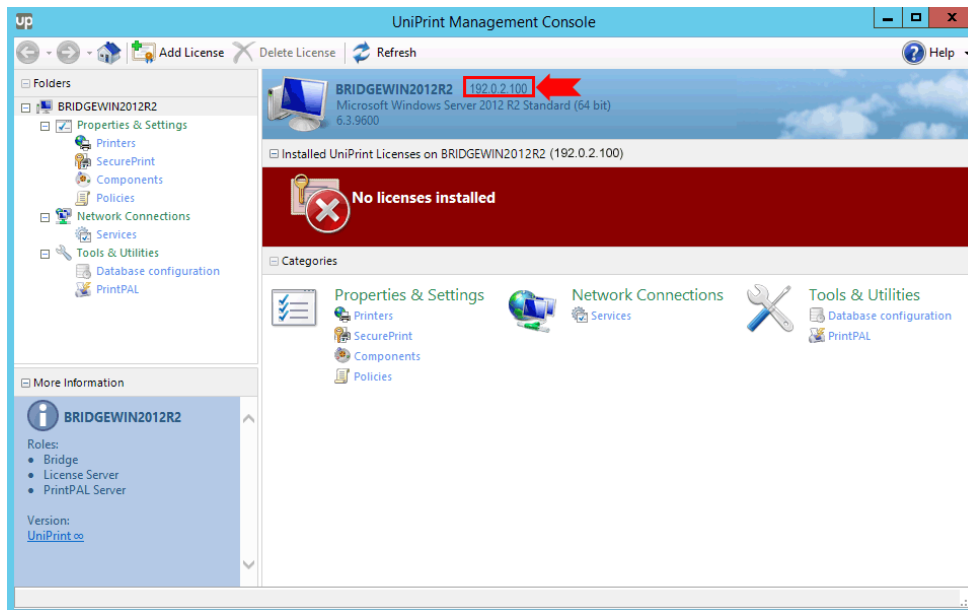 up
UniPrint Management Console
Add License
Delete License
Refresh
Help
Folders
BRIDGEWIN2012R2
Properties & Settings
Printers
SecurePrint
Components
Policies
Network Connections
Services
Tools & Utilities
Database configuration
PrintPAL
BRIDGEWIN2012R2 192.0.2.100
Microsoft Windows Server 2012 R2 Standard (64 bit)
6.3.9600
Installed UniPrint Licenses on BRIDGEWIN2012R2 (192.0.2.100)
No licenses installed
Categories
Properties & Settings
Printers
SecurePrint
Components
Policies
Network Connections
Services
Tools & Utilities
Database configuration
PrintPAL
More Information
BRIDGEWIN2012R2
Roles:
• Bridge
• License Server
• PrintPAL Server
Version:
UniPrint ∞